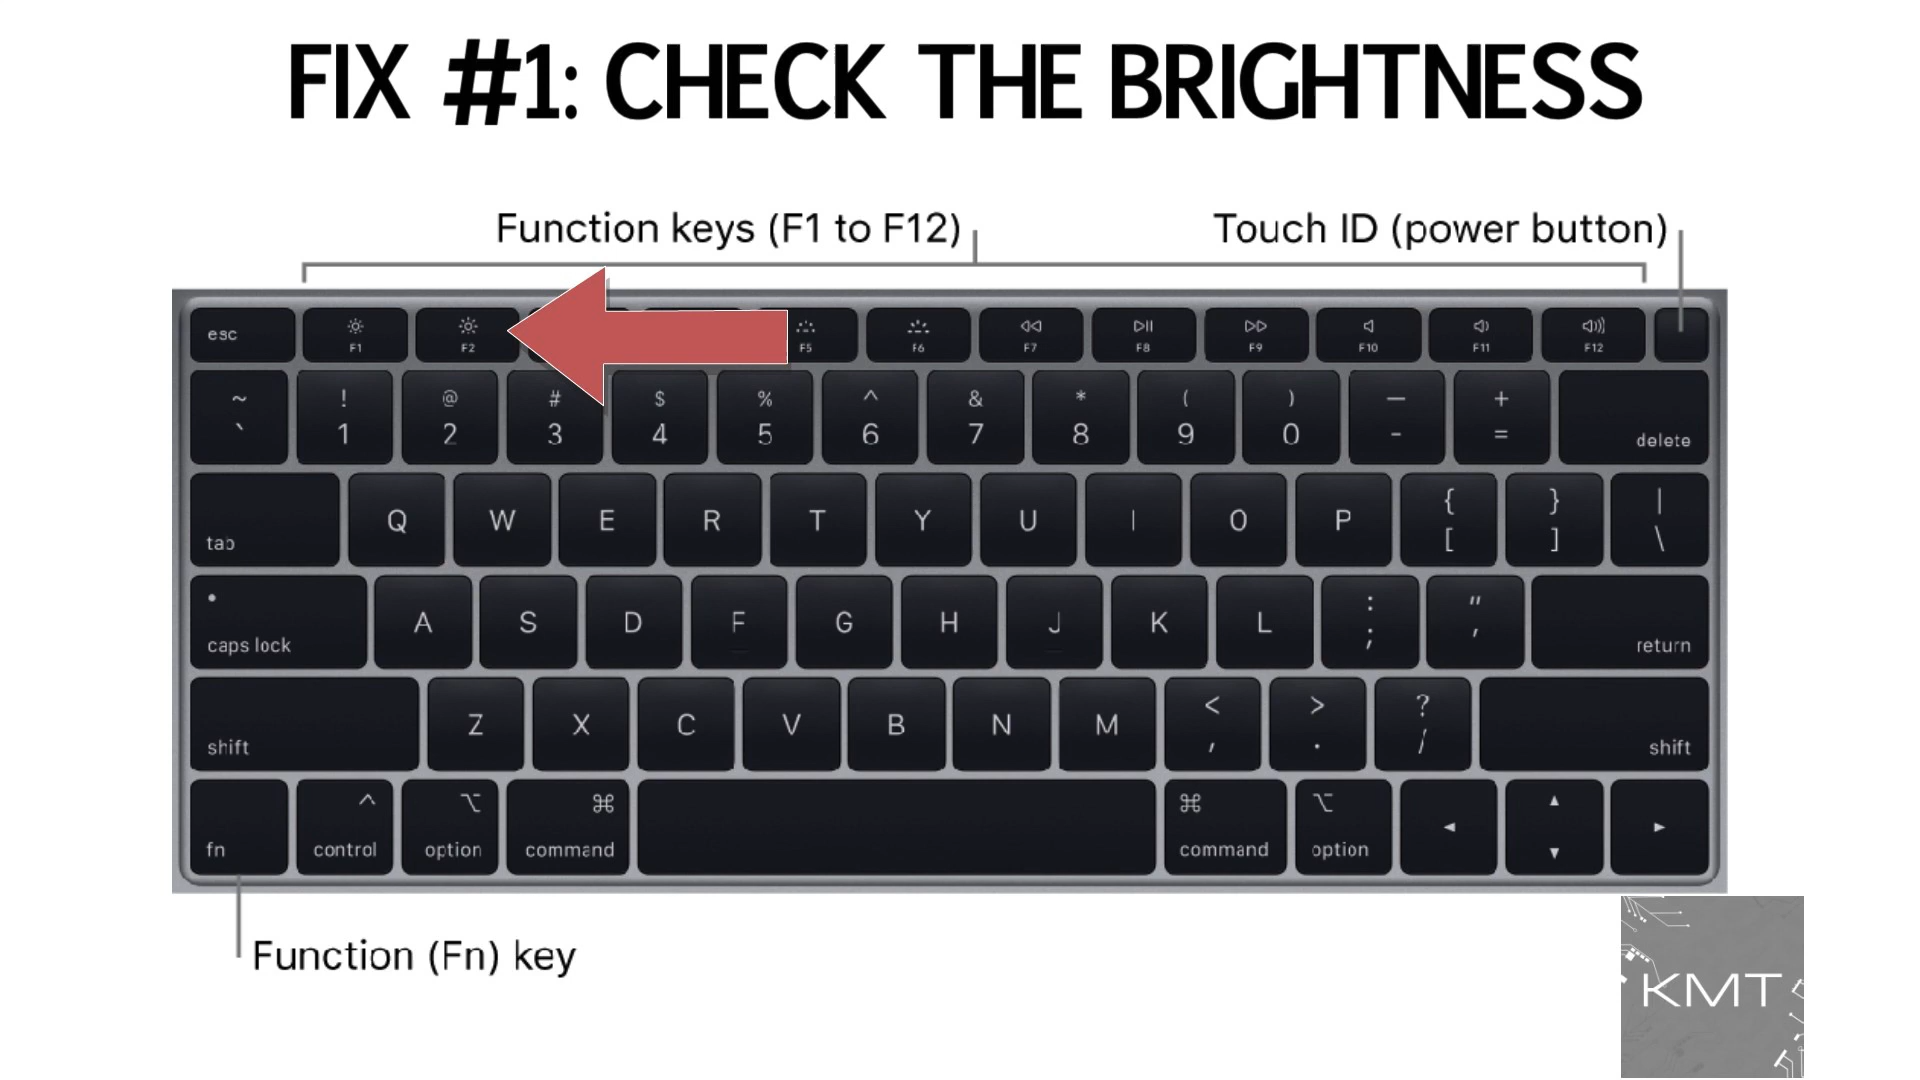 FIX #1: CHECK THE BRIGHTNESS
Function keys (F1 to F12)
Touch ID (power button)
esc F1 F2 F5 F6 F7 F8 F9 F10 F11 F12
~ ! @ # $ % ^ & * ( ) — +
` 1 2 3 4 5 6 7 8 9 0 - = delete
tab Q W E R T Y U I O P { [ } ] | \
caps lock A S D F G H J K L : ; " ' return
shift Z X C V B N M < , > . ? / shift
fn control option command command option
Function (Fn) key
KMT